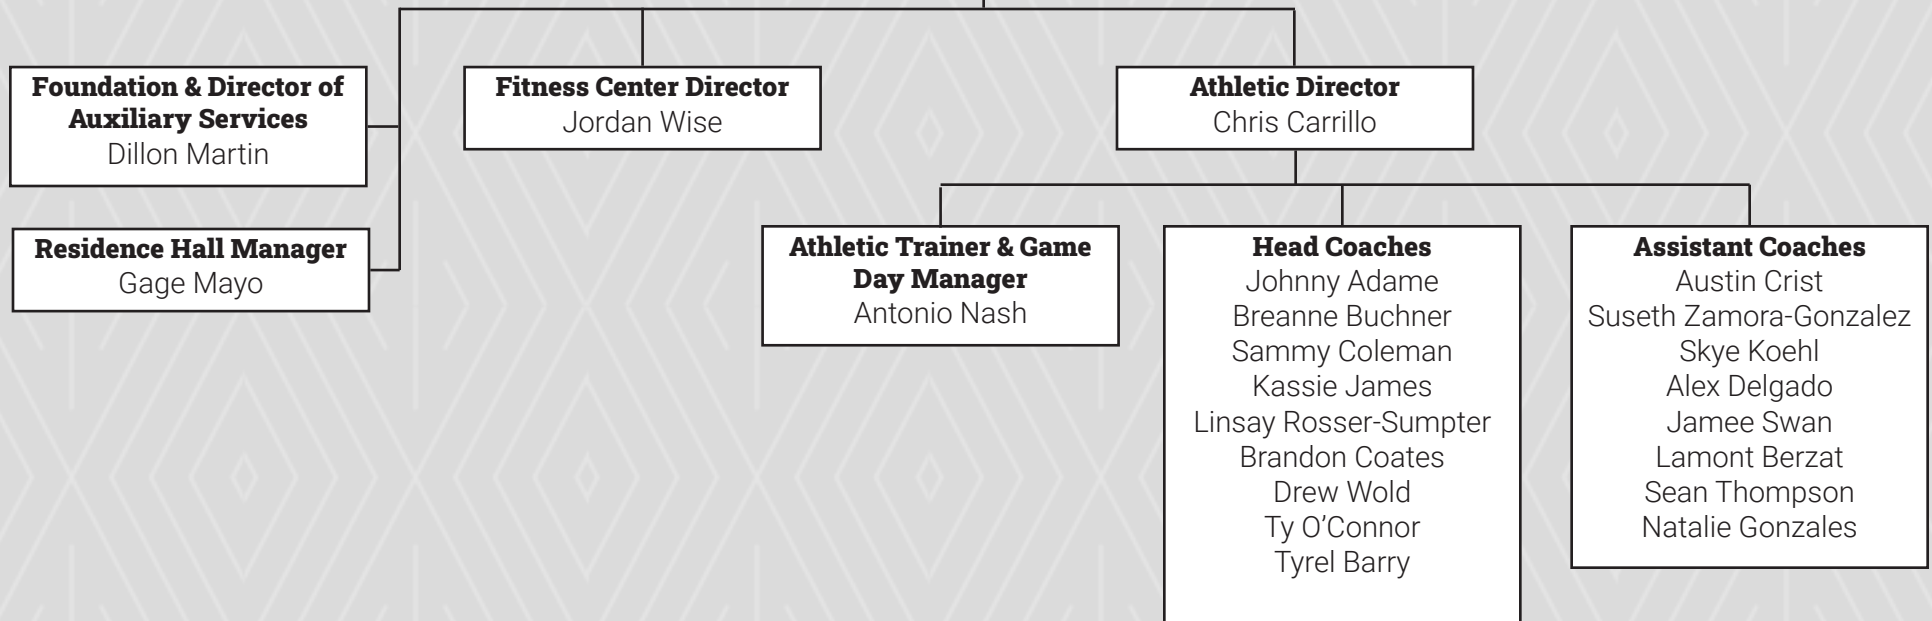 Foundation & Director of
Auxiliary Services
Dillon Martin
Fitness Center Director
Jordan Wise
Athletic Director
Chris Carrillo
Residence Hall Manager
Gage Mayo
Athletic Trainer & Game
Day Manager
Antonio Nash
Head Coaches
Johnny Adame
Breanne Buchner
Sammy Coleman
Kassie James
Linsay Rosser-Sumpter
Brandon Coates
Drew Wold
Ty O’Connor
Tyrel Barry
Assistant Coaches
Austin Crist
Suseth Zamora-Gonzalez
Skye Koehl
Alex Delgado
Jamee Swan
Lamont Berzat
Sean Thompson
Natalie Gonzales